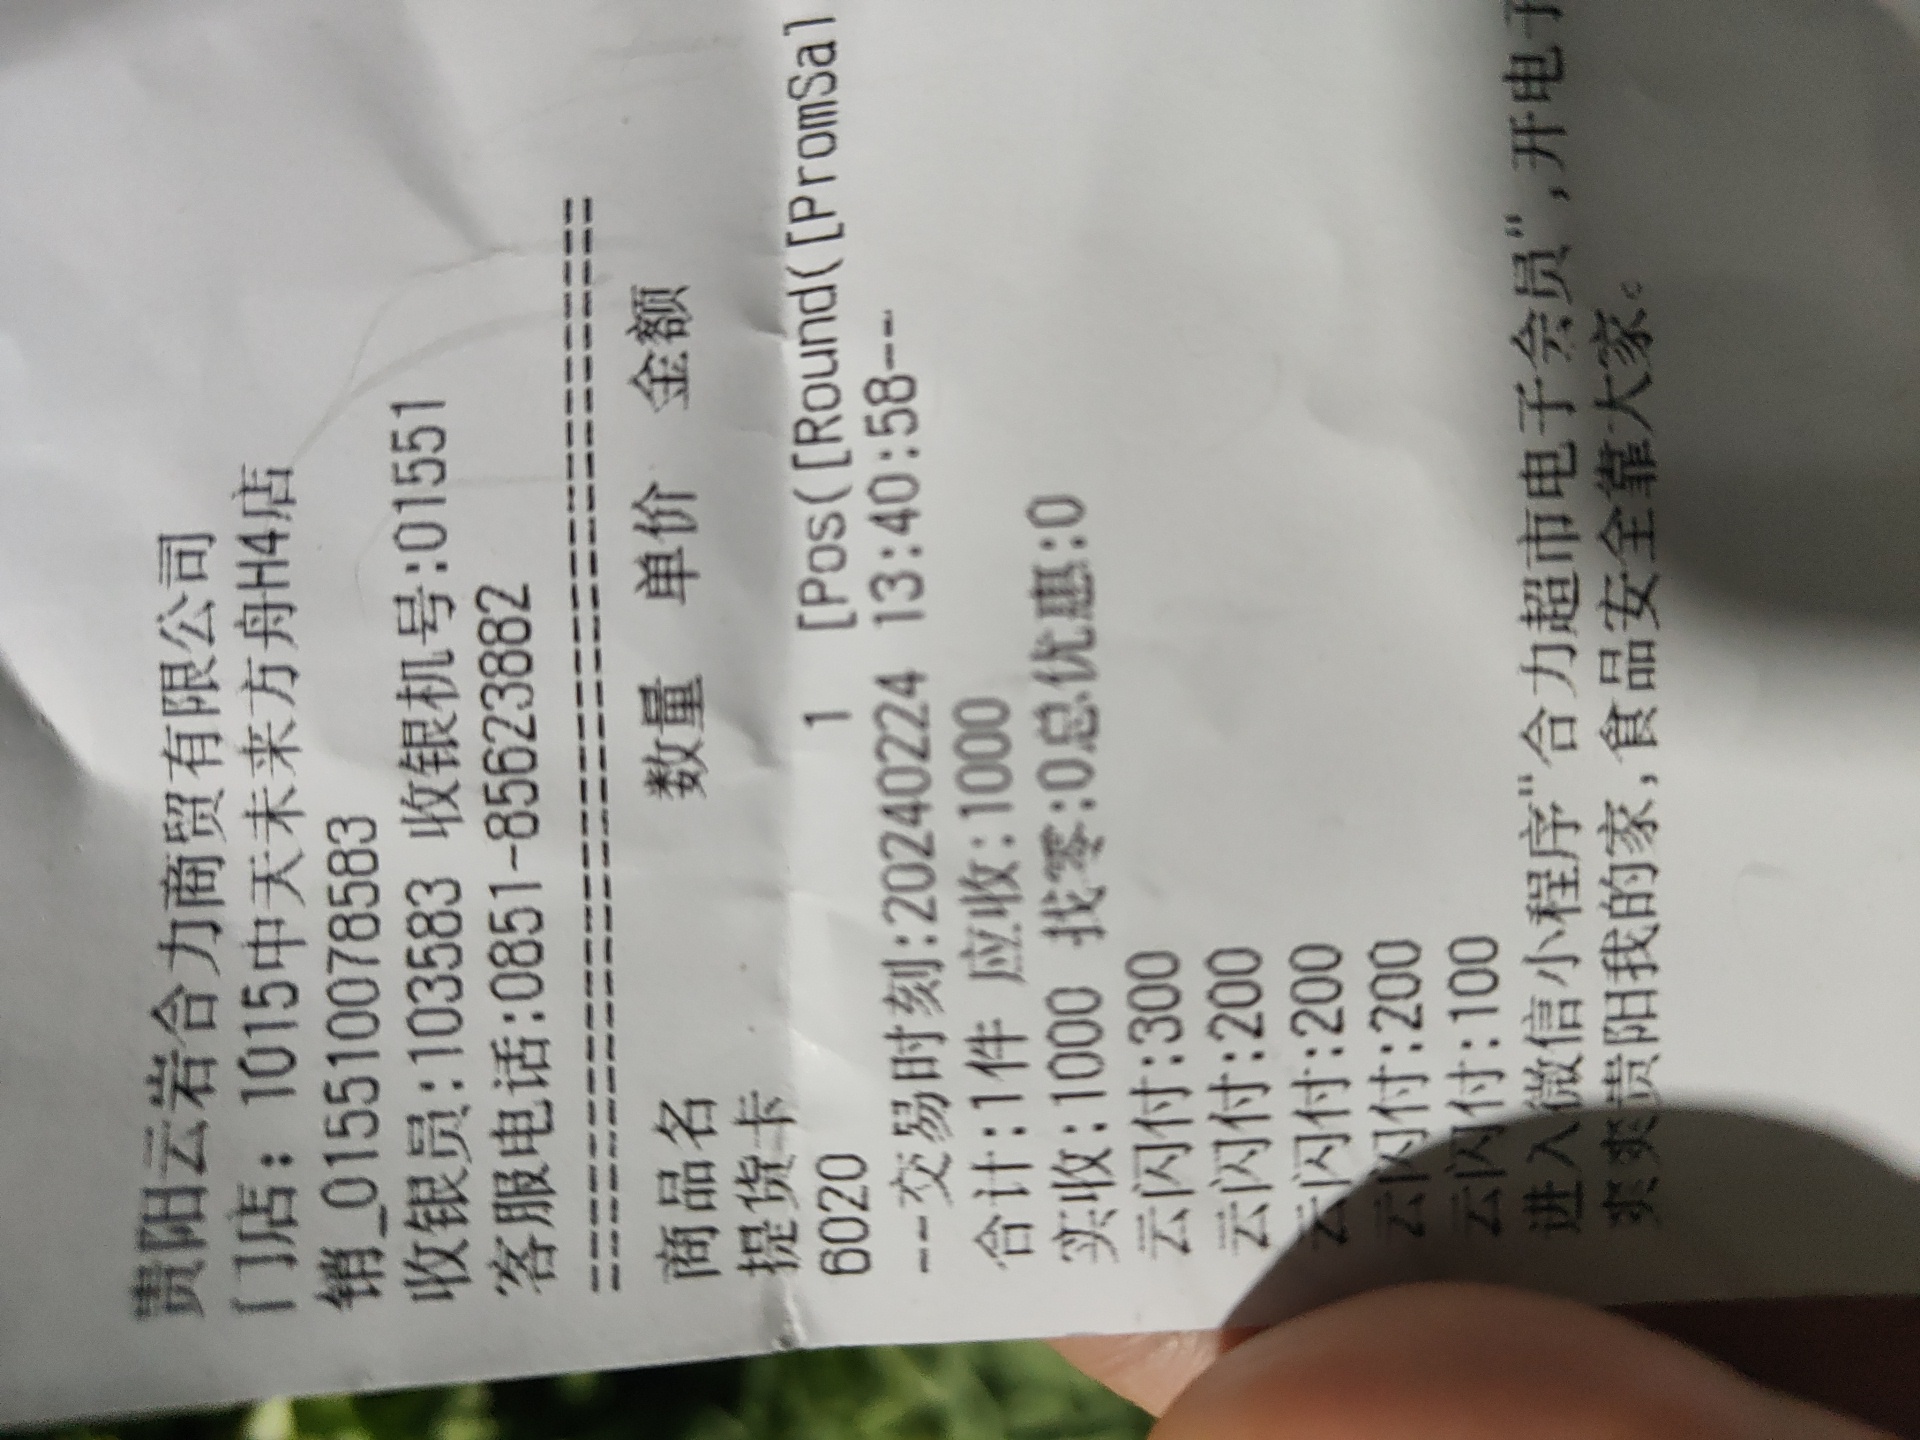 贵阳云岩合力商贸有限公司
门店: 1015中天未来方舟H4店
销_015510078583
收银员:103583 收银机号:01551
客服电话:0851-85623882
================================
商品名 数量 单价 金额
提货卡
6020 1 [Pos([Round([PromSal
---交易时刻:20240224 13:40:58--
合计:1件 应收:1000
实收:1000 找零:0总优惠:0
云闪付:300
云闪付:200
云闪付:200
云闪付:200
云闪付:100
进入微信小程序"合力超市电子会员",开电子
爽爽贵阳我的家,食品安全靠大家。